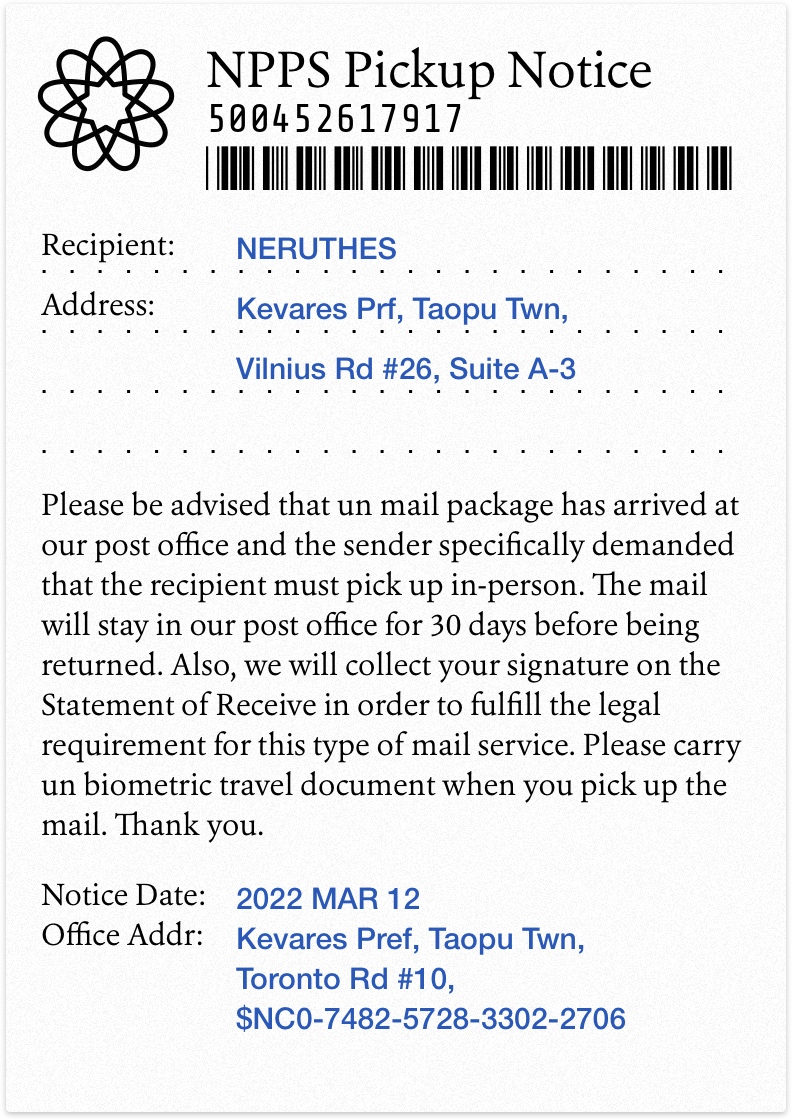 NPPS Pickup Notice
500452617917
Recipient: NERUTHES
Address: Kevares Prf, Taopu Twn,
Vilnius Rd #26, Suite A-3
Please be advised that un mail package has arrived at
our post office and the sender specifically demanded
that the recipient must pick up in-person. The mail
will stay in our post office for 30 days before being
returned. Also, we will collect your signature on the
Statement of Receive in order to fulfill the legal
requirement for this type of mail service. Please carry
un biometric travel document when you pick up the
mail. Thank you.
Notice Date: 2022 MAR 12
Office Addr: Kevares Pref, Taopu Twn,
Toronto Rd #10,
$NC0-7482-5728-3302-2706